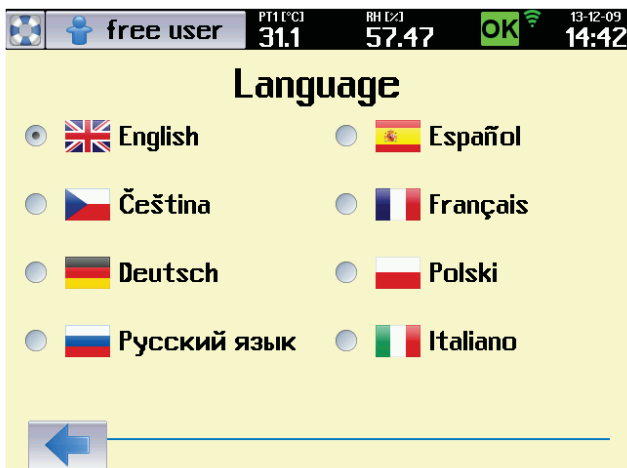 free user PT1 [°C] RH [%] OK 13-12-09
31.1 57.47 14:42
Language
English Español
Čeština Français
Deutsch Polski
Русский язык Italiano